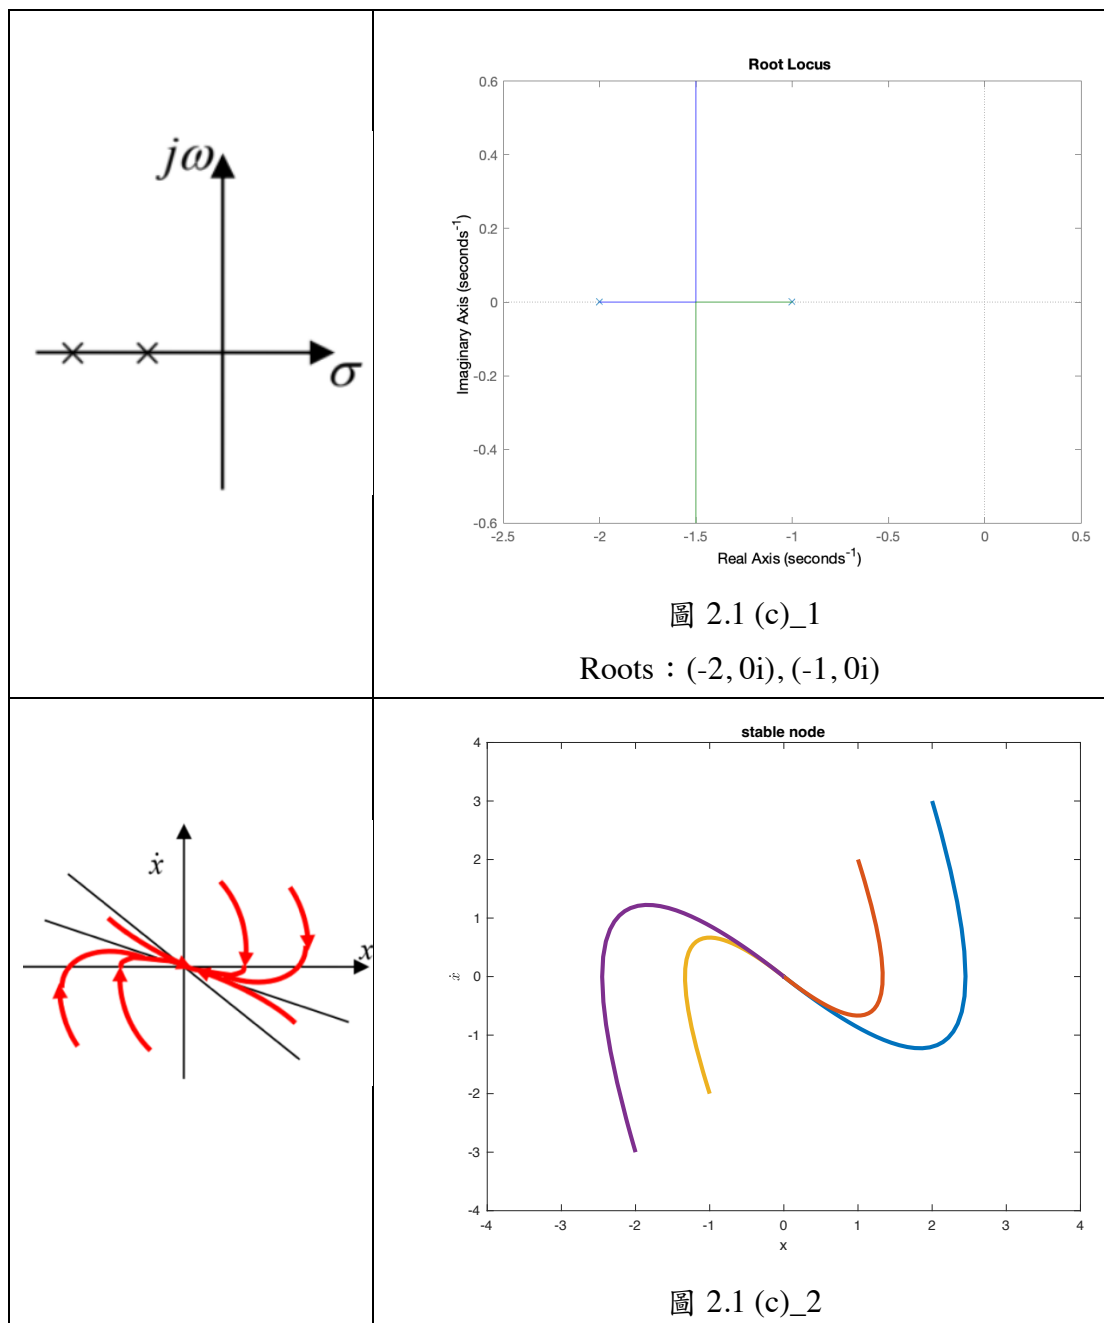 jω
σ
Root Locus
0.6
0.4
0.2
0
-0.2
-0.4
-0.6
Imaginary Axis (seconds⁻¹)
-2.5 -2 -1.5 -1 -0.5 0 0.5
Real Axis (seconds⁻¹)
圖 2.1 (c)_1
Roots：(-2, 0i), (-1, 0i)
ẋ
x
stable node
4
3
2
1
0
-1
-2
-3
-4
ẋ
-4 -3 -2 -1 0 1 2 3 4
x
圖 2.1 (c)_2